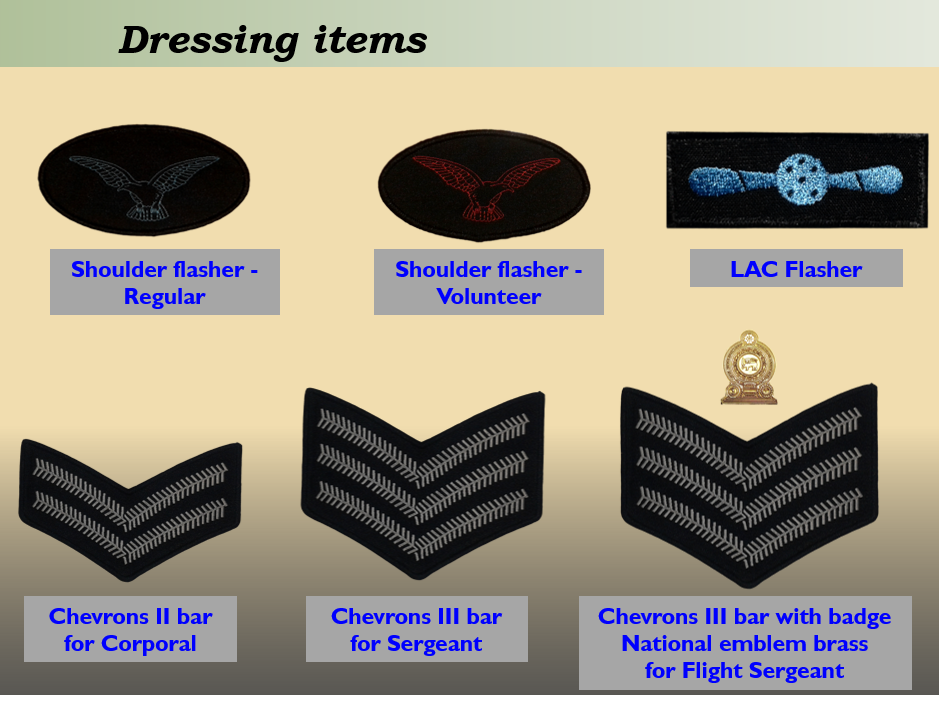 Dressing items
Shoulder flasher -
Regular
Shoulder flasher -
Volunteer
LAC Flasher
Chevrons II bar
for Corporal
Chevrons III bar
for Sergeant
Chevrons III bar with badge
National emblem brass
for Flight Sergeant